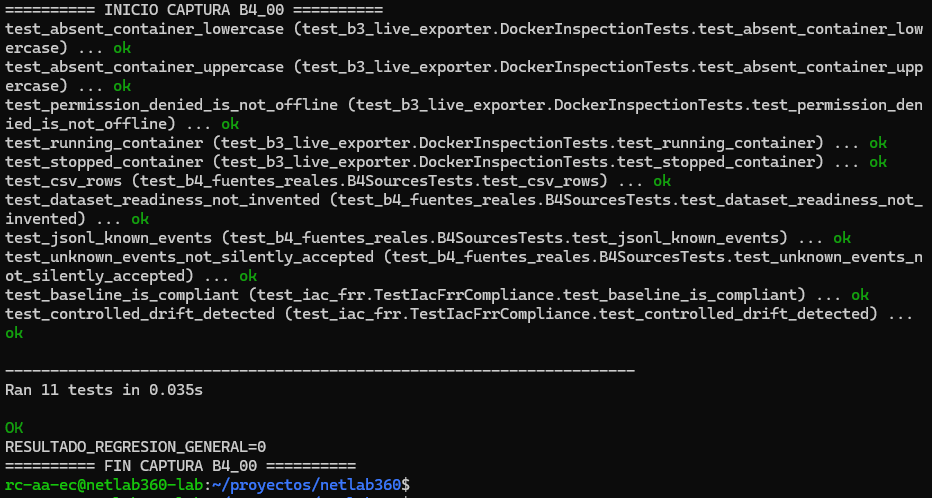 ========== INICIO CAPTURA B4_00 ==========
test_absent_container_lowercase (test_b3_live_exporter.DockerInspectionTests.test_absent_container_low
ercase) ... ok
test_absent_container_uppercase (test_b3_live_exporter.DockerInspectionTests.test_absent_container_upp
ercase) ... ok
test_permission_denied_is_not_offline (test_b3_live_exporter.DockerInspectionTests.test_permission_den
ied_is_not_offline) ... ok
test_running_container (test_b3_live_exporter.DockerInspectionTests.test_running_container) ... ok
test_stopped_container (test_b3_live_exporter.DockerInspectionTests.test_stopped_container) ... ok
test_csv_rows (test_b4_fuentes_reales.B4SourcesTests.test_csv_rows) ... ok
test_dataset_readiness_not_invented (test_b4_fuentes_reales.B4SourcesTests.test_dataset_readiness_not_
invented) ... ok
test_jsonl_known_events (test_b4_fuentes_reales.B4SourcesTests.test_jsonl_known_events) ... ok
test_unknown_events_not_silently_accepted (test_b4_fuentes_reales.B4SourcesTests.test_unknown_events_n
ot_silently_accepted) ... ok
test_baseline_is_compliant (test_iac_frr.TestIacFrrCompliance.test_baseline_is_compliant) ... ok
test_controlled_drift_detected (test_iac_frr.TestIacFrrCompliance.test_controlled_drift_detected) ...
ok
----------------------------------------------------------------------
Ran 11 tests in 0.035s
OK
RESULTADO_REGRESION_GENERAL=0
========== FIN CAPTURA B4_00 ==========
rc-aa-ec@netlab360-lab:~/proyectos/netlab360$